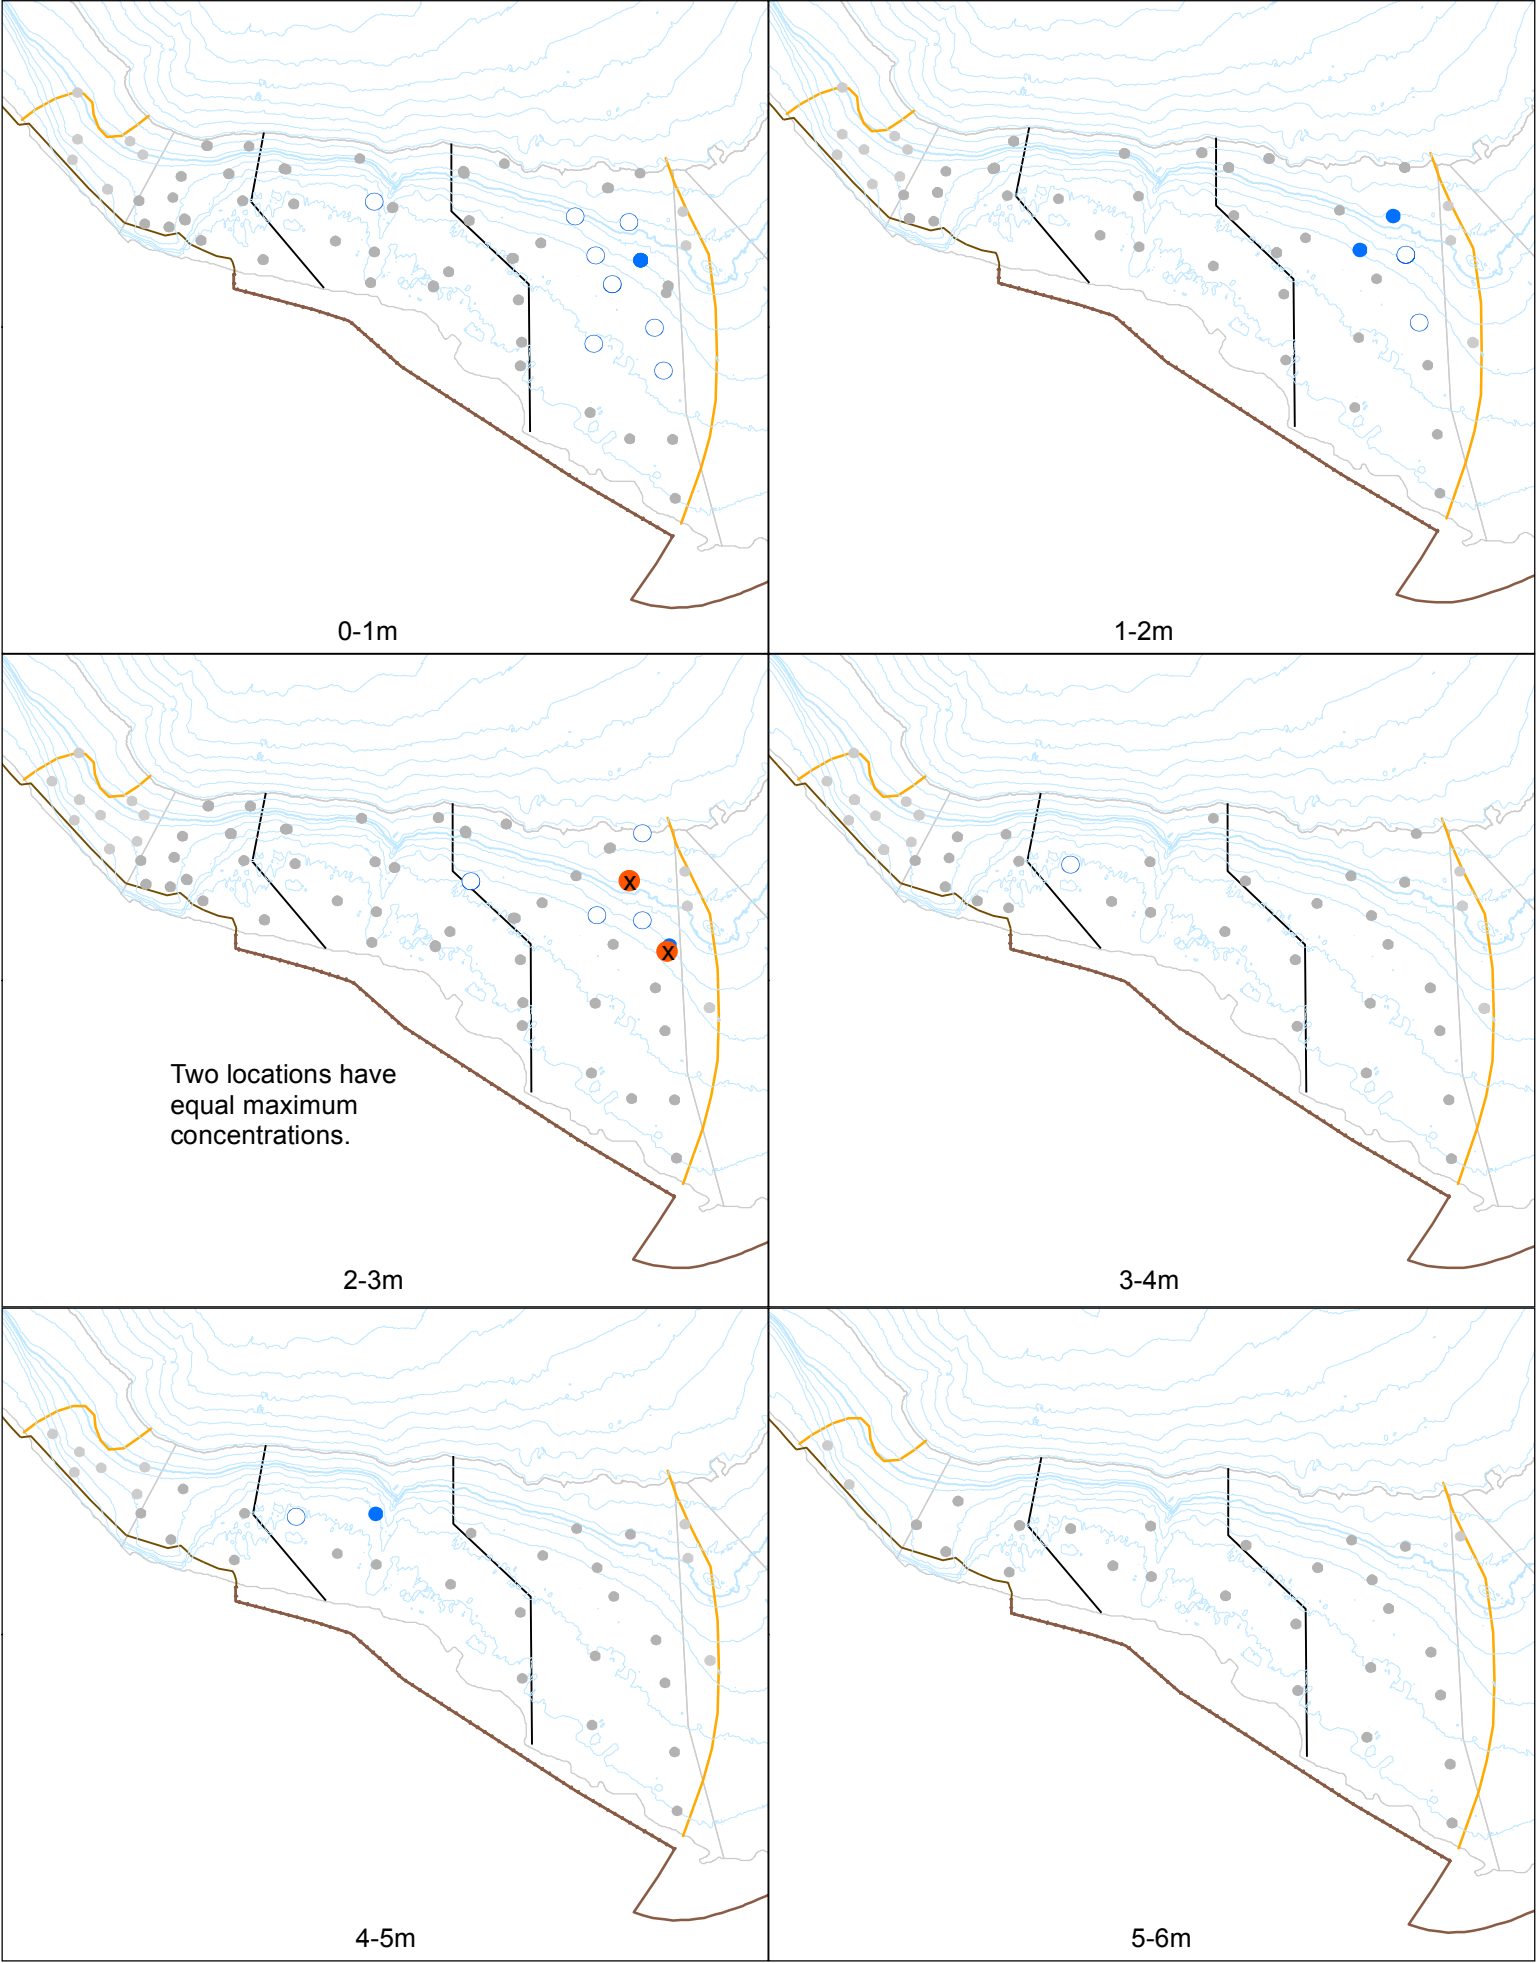 0-1m
1-2m
x
x
Two locations have
equal maximum
concentrations.
2-3m
3-4m
4-5m
5-6m